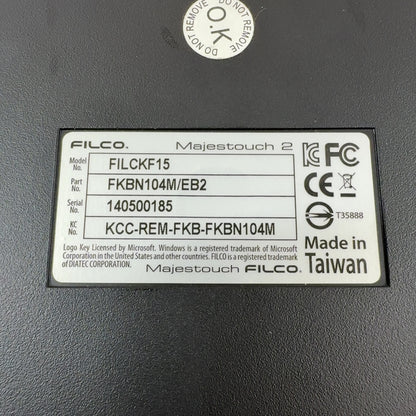 DO NOT REMOVE
O.K
DO NOT REMOVE
FILCO Majestouch 2
Model No. FILCKF15
Part No. FKBN104M/EB2
Serial No. 140500185
KC No. KCC-REM-FKB-FKBN104M
Logo Key Licensed by Microsoft. Windows is a registered trademark of Microsoft
Corporation in the United States and other countries. FILCO is a registered trademark
of DIATEC CORPORATION.
Majestouch FILCO
FC
CE
T35888
Made in
Taiwan